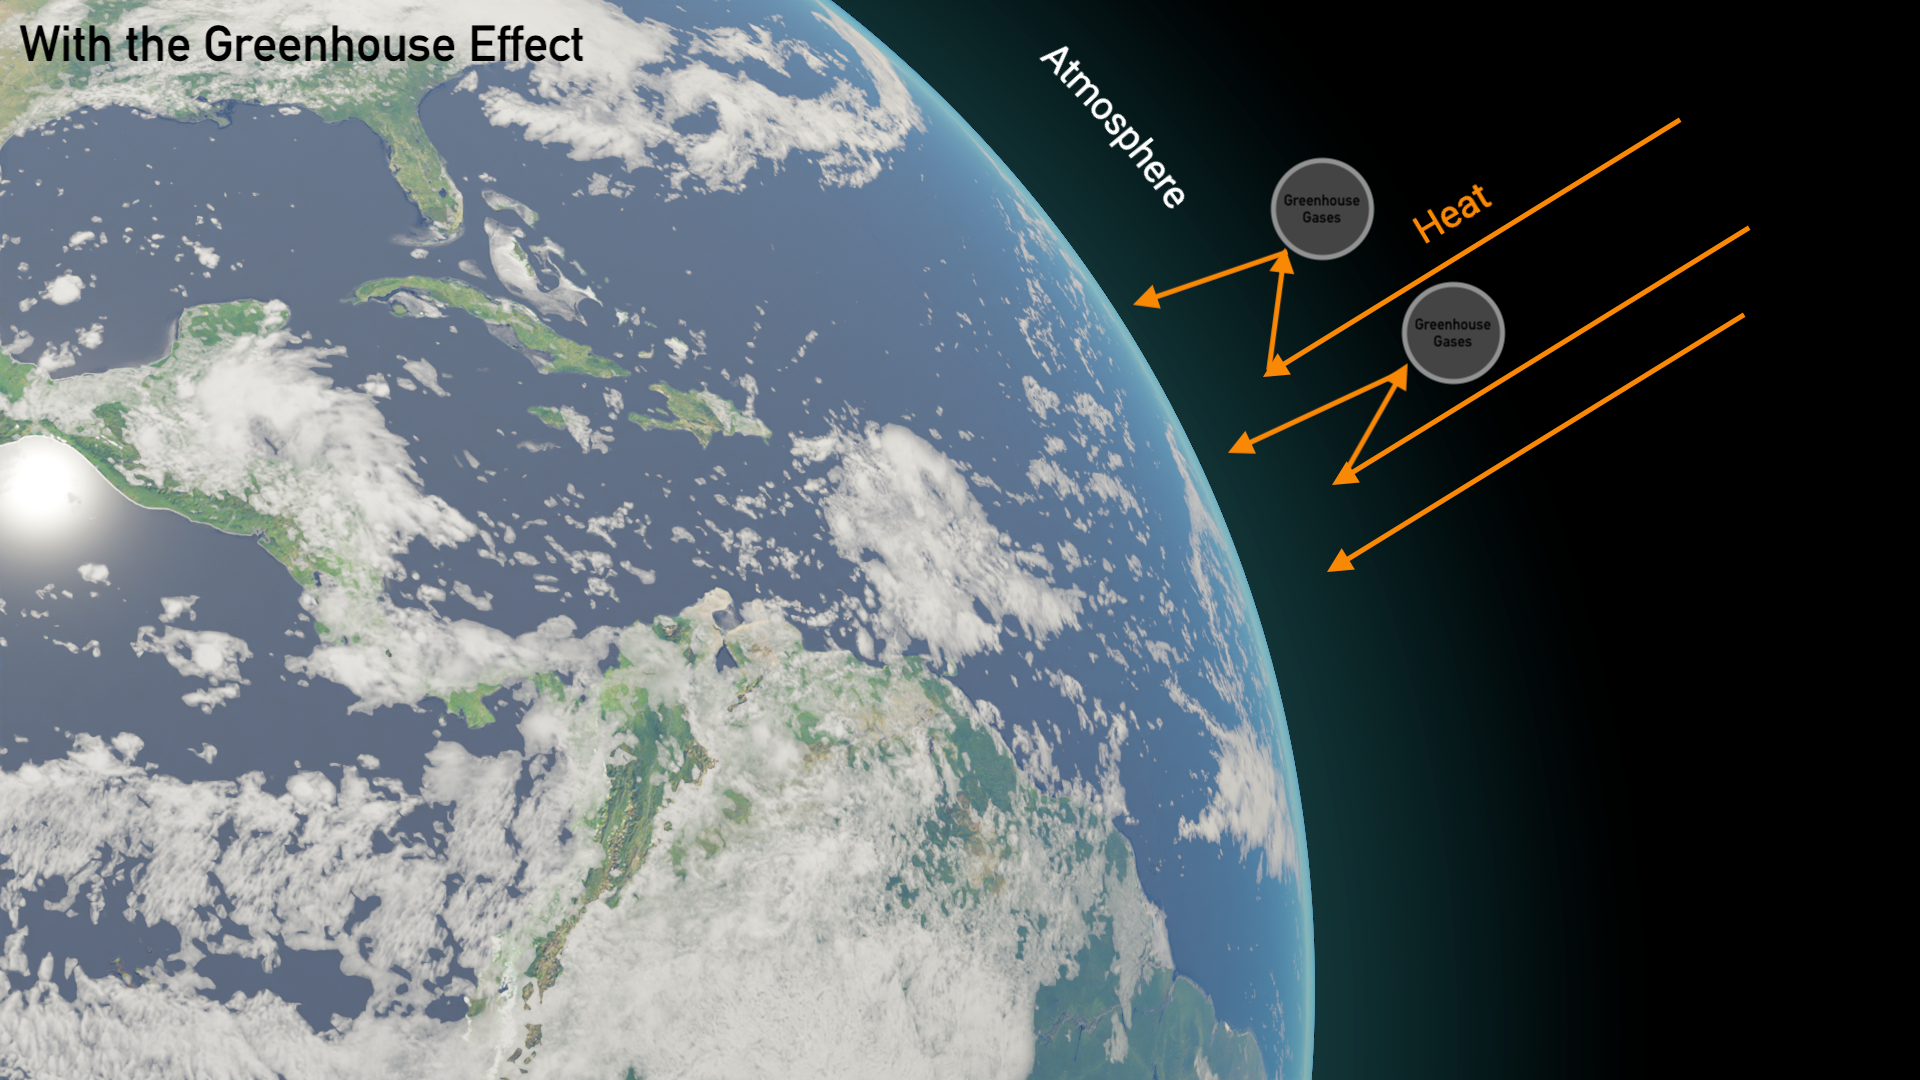 With the Greenhouse Effect
Atmosphere
Greenhouse
Gases
Heat
Greenhouse
Gases